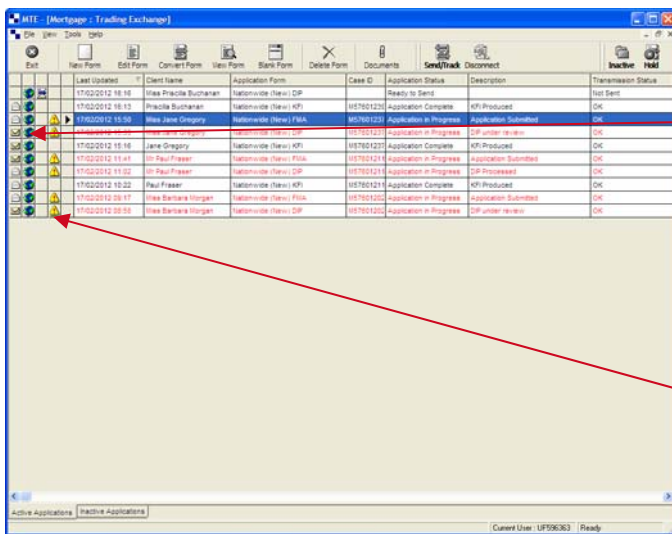 MTE - [Mortgage : Trading Exchange]
File View Tools Help
Exit New Form Edit Form Convert Form View Form Blank Form Delete Form Documents Send/Track Disconnect Inactive Hold
Last Updated Client Name Application Form Case ID Application Status Description Transmission Status
17/02/2012 16:16 Miss Priscilla Buchanan Nationwide (New) DIP Ready to Send Not Sent
17/02/2012 16:13 Priscilla Buchanan Nationwide (New) KFI Application Complete KFI Produced OK
17/02/2012 15:50 Miss Jane Gregory Nationwide (New) FMA Application in Progress Application Submitted OK
Miss Jane Gregory Nationwide (New) DIP Application in Progress DIP under review OK
17/02/2012 15:16 Jane Gregory Nationwide (New) KFI Application Complete KFI Produced OK
17/02/2012 11:41 Mr Paul Fraser Nationwide (New) FMA Application in Progress Application Submitted OK
17/02/2012 11:02 Mr Paul Fraser Nationwide (New) DIP Application in Progress DIP Processed OK
17/02/2012 10:22 Paul Fraser Nationwide (New) KFI Application Complete KFI Produced OK
17/02/2012 09:17 Miss Barbara Morgan Nationwide (New) FMA Application in Progress Application Submitted OK
17/02/2012 08:58 Miss Barbara Morgan Nationwide (New) DIP Application in Progress DIP under review OK
Active Applications Inactive Applications
Current User : UF596363 Ready